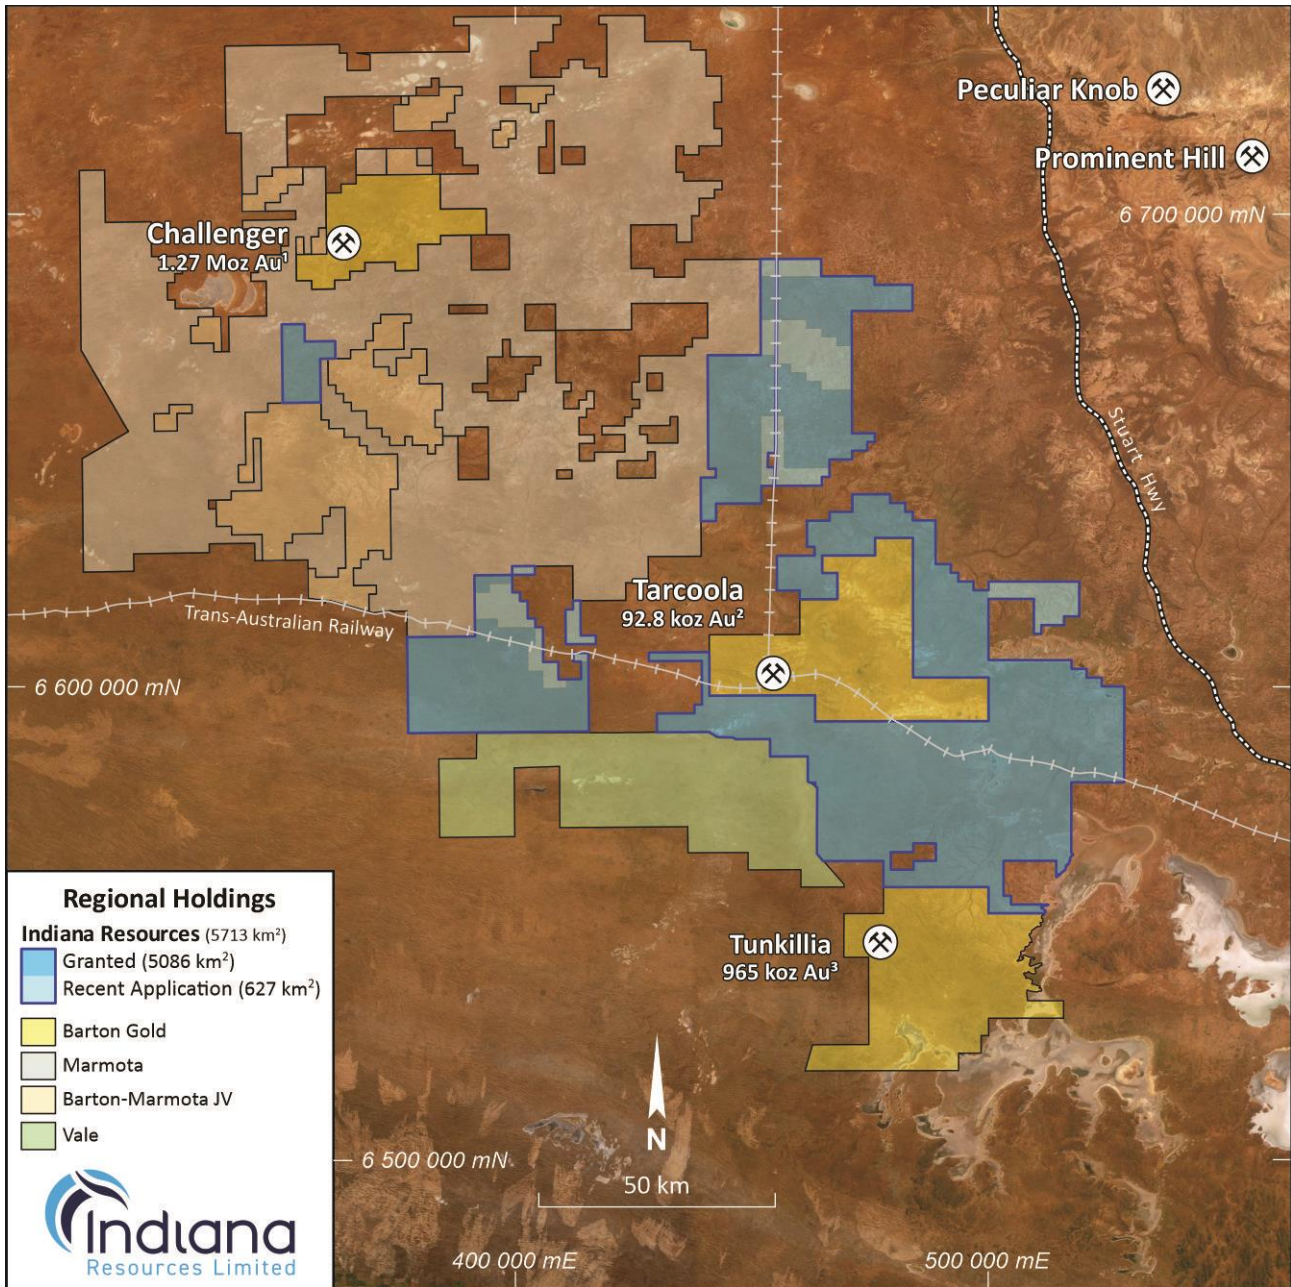 Peculiar Knob
Prominent Hill
6 700 000 mN
Challenger
1.27 Moz Au¹
Stuart Hwy
Tarcoola
92.8 koz Au²
Trans-Australian Railway
6 600 000 mN
Tunkillia
965 koz Au³
Regional Holdings
Indiana Resources (5713 km²)
Granted (5086 km²)
Recent Application (627 km²)
Barton Gold
Marmota
Barton-Marmota JV
Vale
N
6 500 000 mN
50 km
Indiana
Resources Limited
400 000 mE
500 000 mE